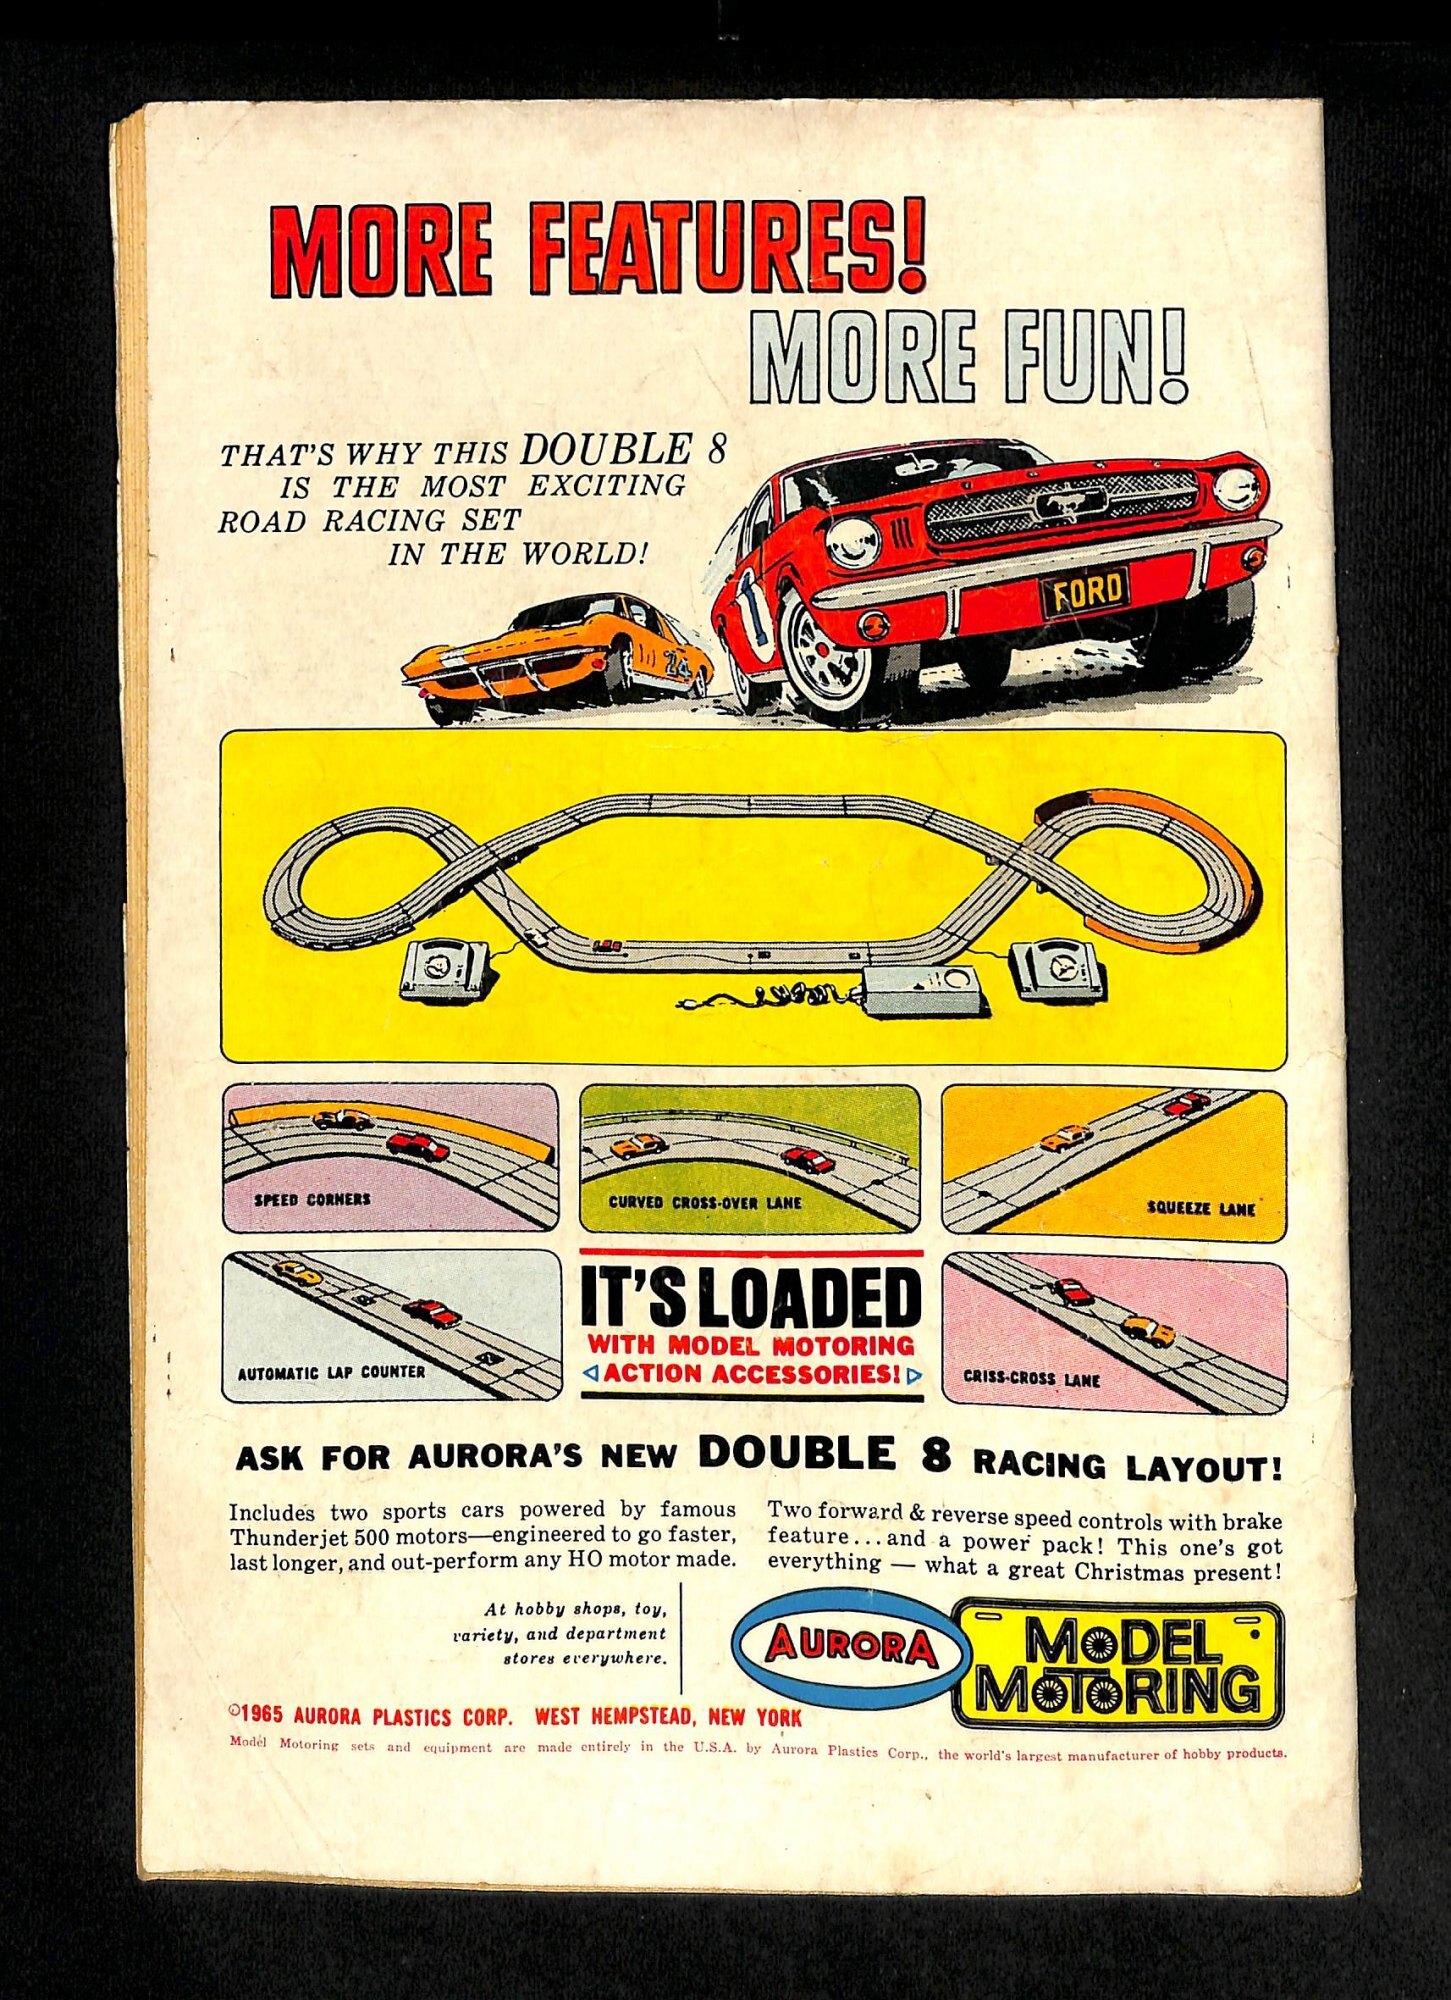 MORE FEATURES!
MORE FUN!
THAT'S WHY THIS DOUBLE 8
IS THE MOST EXCITING
ROAD RACING SET
IN THE WORLD!
FORD
1
24
SPEED CORNERS
CURVED CROSS-OVER LANE
SQUEEZE LANE
AUTOMATIC LAP COUNTER
IT'S LOADED
WITH MODEL MOTORING
ACTION ACCESSORIES!
CRISS-CROSS LANE
ASK FOR AURORA'S NEW DOUBLE 8 RACING LAYOUT!
Includes two sports cars powered by famous
Thunderjet 500 motors—engineered to go faster,
last longer, and out-perform any HO motor made.
Two forward & reverse speed controls with brake
feature...and a power pack! This one's got
everything — what a great Christmas present!
At hobby shops, toy,
variety, and department
stores everywhere.
AURORA
MODEL
MOTORING
©1965 AURORA PLASTICS CORP. WEST HEMPSTEAD, NEW YORK
Model Motoring sets and equipment are made entirely in the U.S.A. by Aurora Plastics Corp., the world's largest manufacturer of hobby products.